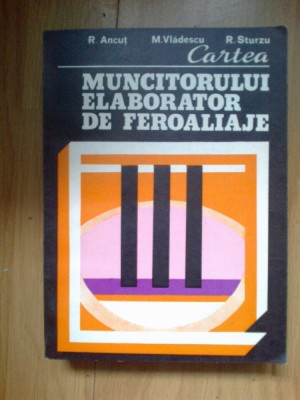 R. Ancuț M. Vlădescu R. Sturzu
Cartea
MUNCITORULUI
ELABORATOR
DE FEROALIAJE